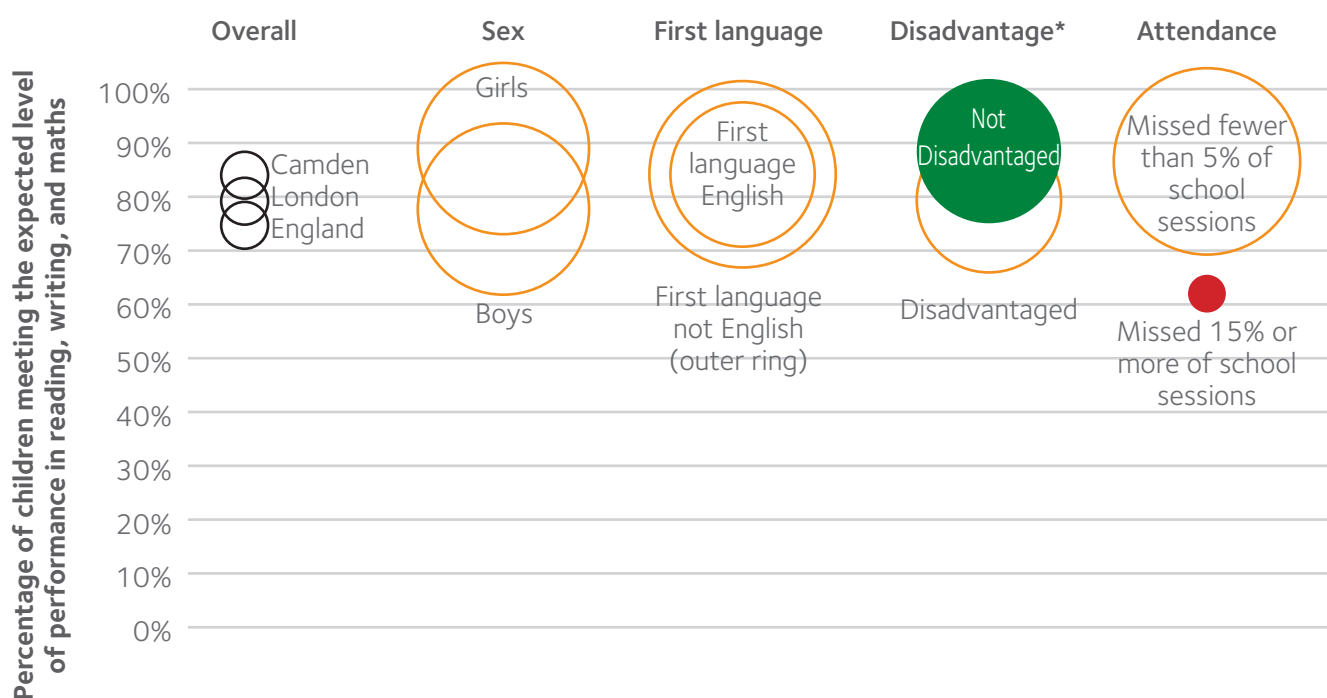 Overall
Sex
First language
Disadvantage*
Attendance
Percentage of children meeting the expected level
of performance in reading, writing, and maths
100%
90%
80%
70%
60%
50%
40%
30%
20%
10%
0%
Camden
London
England
Girls
Boys
First
language
English
First language
not English
(outer ring)
Not
Disadvantaged
Disadvantaged
Missed fewer
than 5% of
school
sessions
Missed 15% or
more of school
sessions